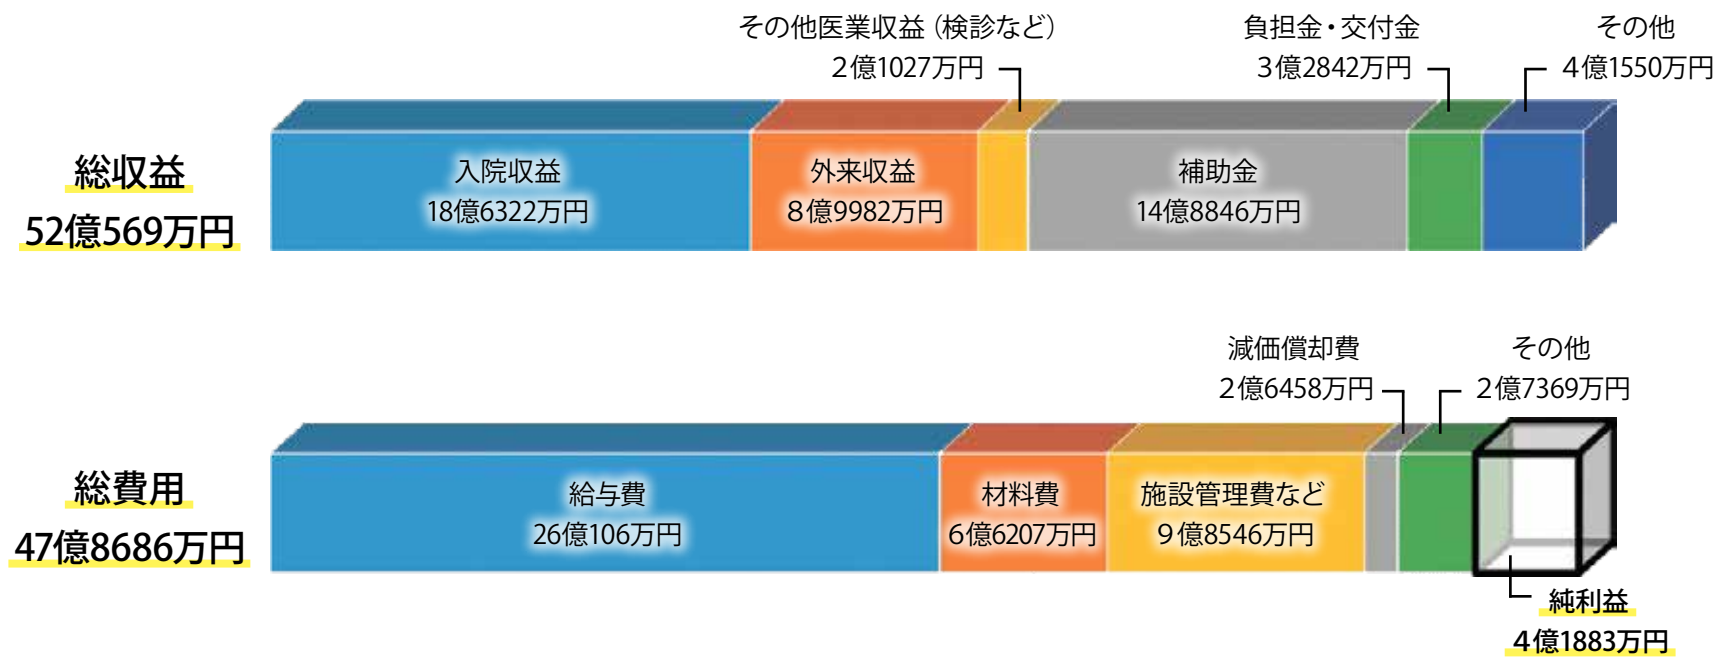 その他医業収益（検診など）
２億1027万円
負担金・交付金
３億2842万円
その他
４億1550万円
総収益
52億569万円
入院収益
18億6322万円
外来収益
８億9982万円
補助金
14億8846万円
減価償却費
２億6458万円
その他
２億7369万円
総費用
47億8686万円
給与費
26億106万円
材料費
６億6207万円
施設管理費など
９億8546万円
純利益
４億1883万円